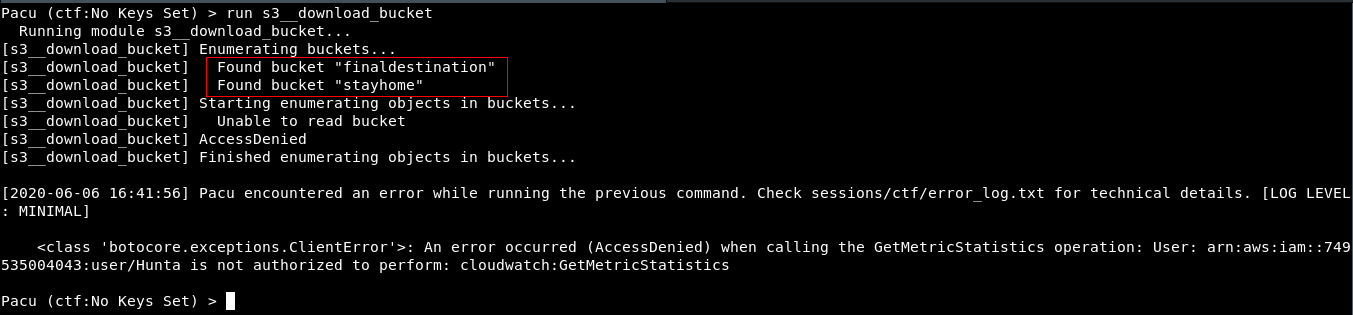 Pacu (ctf:No Keys Set) > run s3__download_bucket
  Running module s3__download_bucket...
[s3__download_bucket] Enumerating buckets...
[s3__download_bucket]   Found bucket "finaldestination"
[s3__download_bucket]   Found bucket "stayhome"
[s3__download_bucket] Starting enumerating objects in buckets...
[s3__download_bucket]   Unable to read bucket
[s3__download_bucket] AccessDenied
[s3__download_bucket] Finished enumerating objects in buckets...
[2020-06-06 16:41:56] Pacu encountered an error while running the previous command. Check sessions/ctf/error_log.txt for technical details. [LOG LEVEL
: MINIMAL]
    <class 'botocore.exceptions.ClientError'>: An error occurred (AccessDenied) when calling the GetMetricStatistics operation: User: arn:aws:iam::749
535004043:user/Hunta is not authorized to perform: cloudwatch:GetMetricStatistics
Pacu (ctf:No Keys Set) >